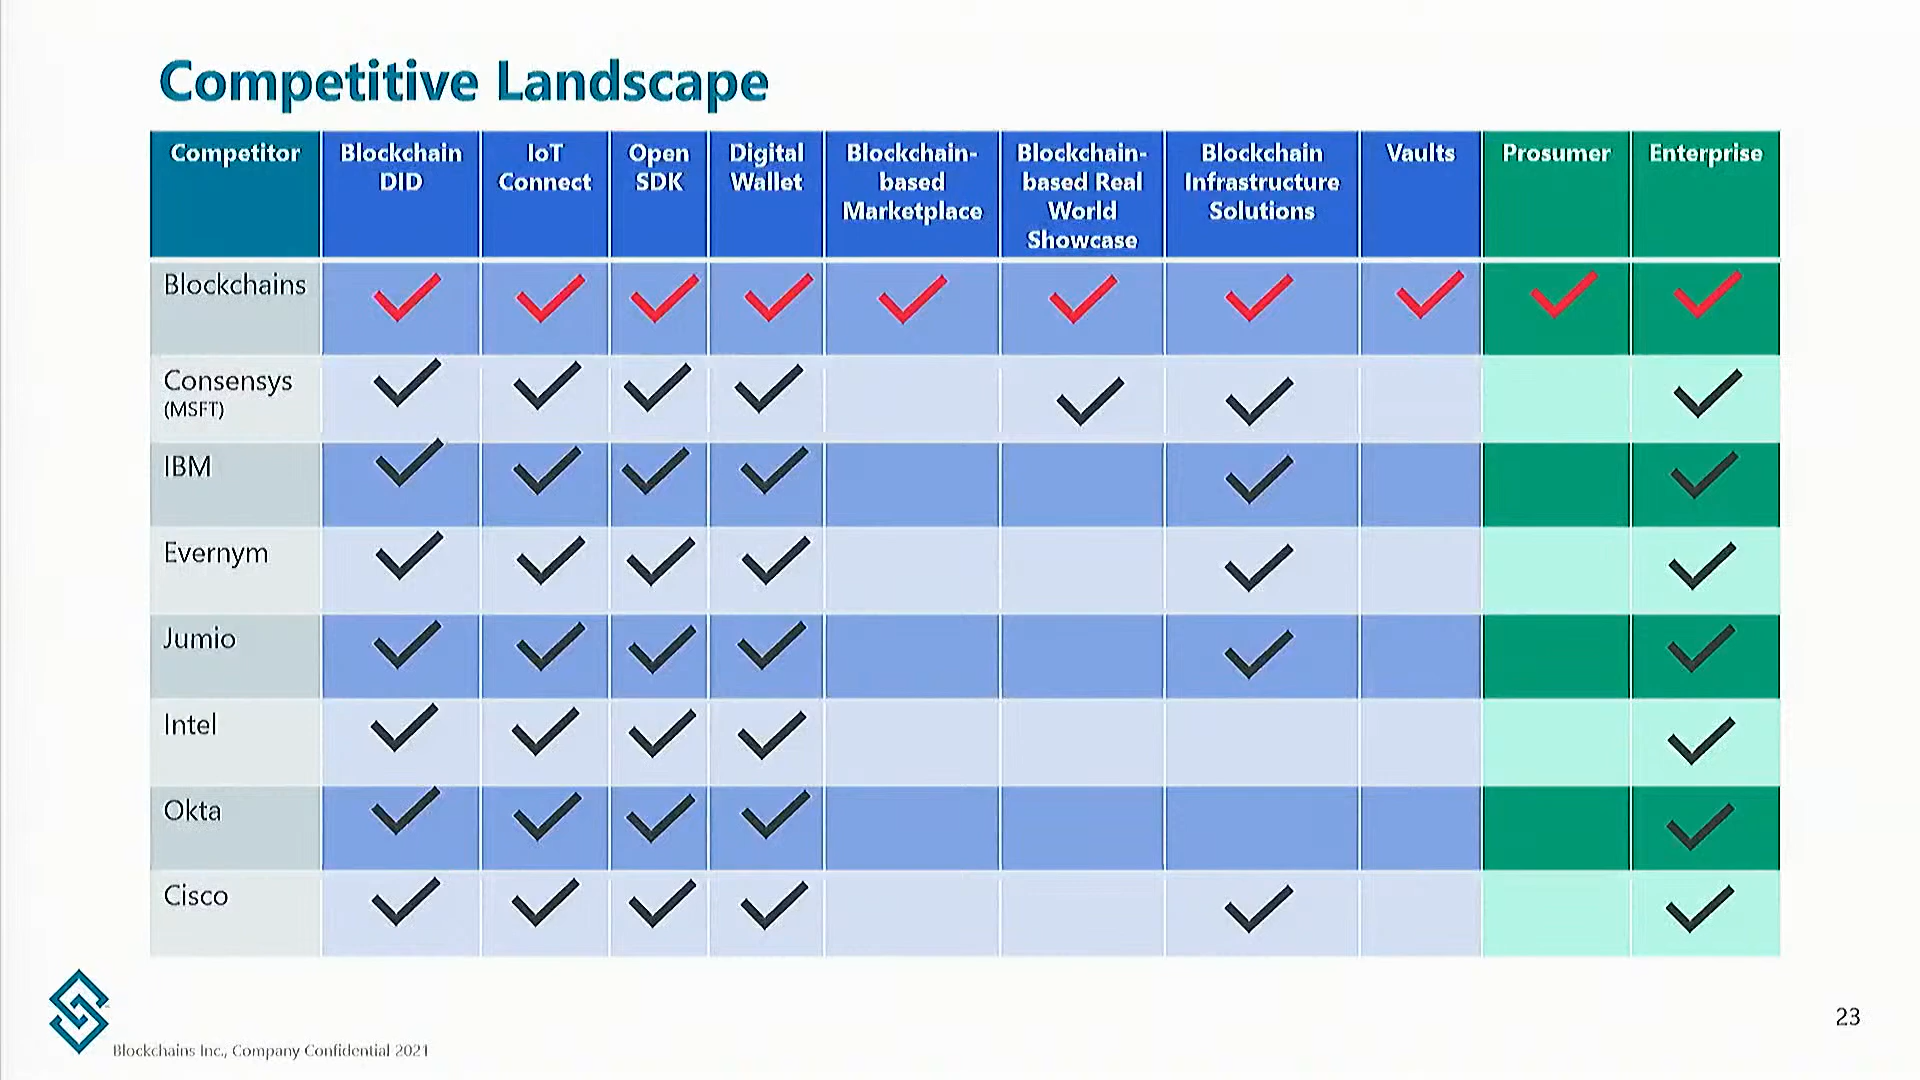 Competitive Landscape
Competitor
Blockchain
DID
IoT
Connect
Open
SDK
Digital
Wallet
Blockchain-
based
Marketplace
Blockchain-
based Real
World
Showcase
Blockchain
Infrastructure
Solutions
Vaults
Prosumer
Enterprise
Blockchains
Consensys
(MSFT)
IBM
Evernym
Jumio
Intel
Okta
Cisco
Blockchains Inc., Company Confidential 2021
23